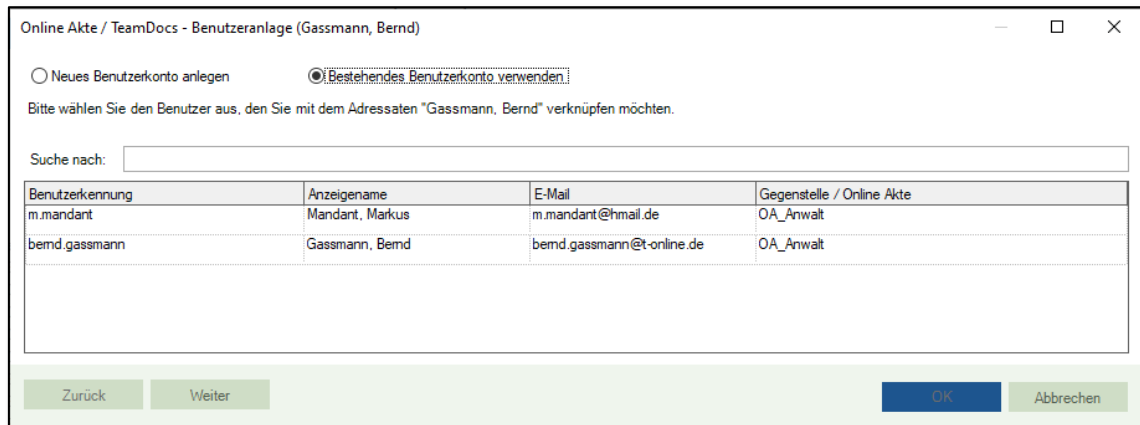 Online Akte / TeamDocs - Benutzeranlage (Gassmann, Bernd)
Neues Benutzerkonto anlegen Bestehendes Benutzerkonto verwenden
Bitte wählen Sie den Benutzer aus, den Sie mit dem Adressaten "Gassmann, Bernd" verknüpfen möchten.
Suche nach:
Benutzerkennung Anzeigename E-Mail Gegenstelle / Online Akte
m.mandant Mandant, Markus m.mandant@hmail.de OA_Anwalt
bernd.gassmann Gassmann, Bernd bernd.gassmann@t-online.de OA_Anwalt
Zurück Weiter OK Abbrechen